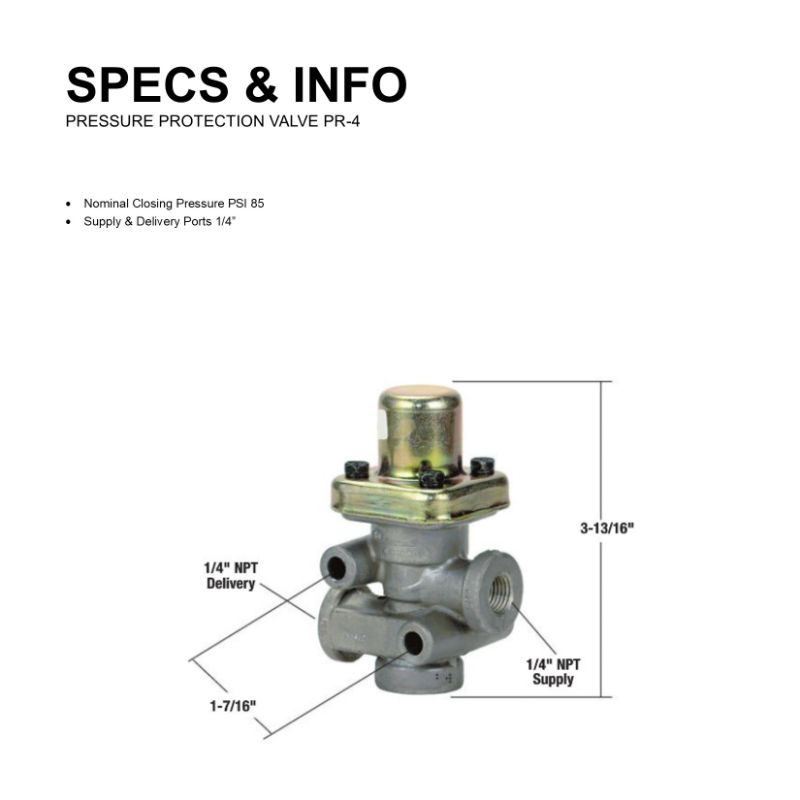 SPECS & INFO
PRESSURE PROTECTION VALVE PR-4
• Nominal Closing Pressure PSI 85
• Supply & Delivery Ports 1/4"
3-13/16"
1/4" NPT
Delivery
1/4" NPT
Supply
1-7/16"